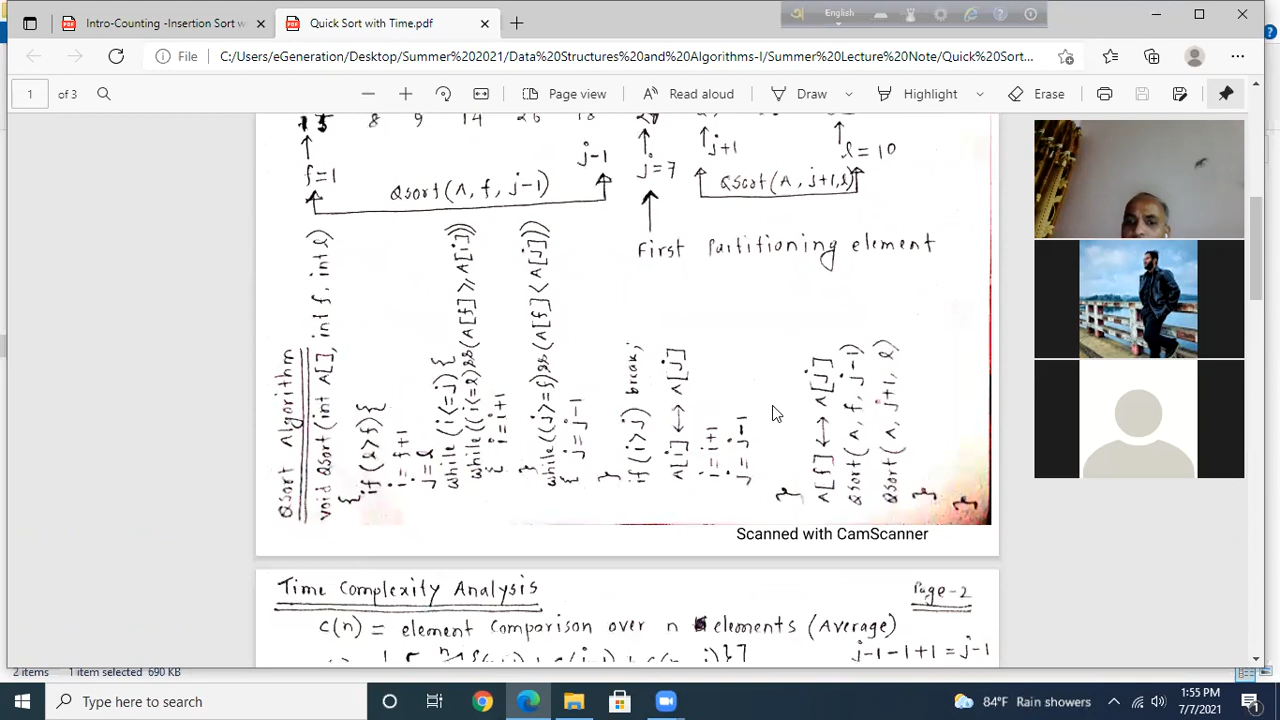 Intro-Counting -Insertion Sort w
Quick Sort with Time.pdf
English
File
C:/Users/eGeneration/Desktop/Summer%202021/Data%20Structures%20and%20Algorithms-I/Summer%20Lecture%20Note/Quick%20Sort...
1 of 3
Page view
Read aloud
Draw
Highlight
Erase
15 8 9 14 26 18
j-1
j+1
l = 10
f=1
j=7
Qsort(A, f, j-1)
Qsort(A, j+1, l)
First Partitioning element
Qsort Algorithm
void Qsort(int A[], int f, int l)
{
if(l>f){
i = f+1
j = l
while (i<=j){
while((i<=l)&&(A[f] ≥ A[i]))
{ i=i+1
}
while((j>=f)&&(A[f] < A[j]))
{ j=j-1
}
if(i>j) break;
A[i] ↔ A[j]
i=i+1
j=j-1
}
A[f] ↔ A[j]
Qsort(A, f, j-1)
Qsort(A, j+1, l)
}
}
Scanned with CamScanner
Time Complexity Analysis
Page-2
c(n) = element comparison over n elements (Average)
j-1-1+1 = j-1
2 items
1 item selected 690 KB
Type here to search
84°F Rain showers
1:55 PM
7/7/2021
1